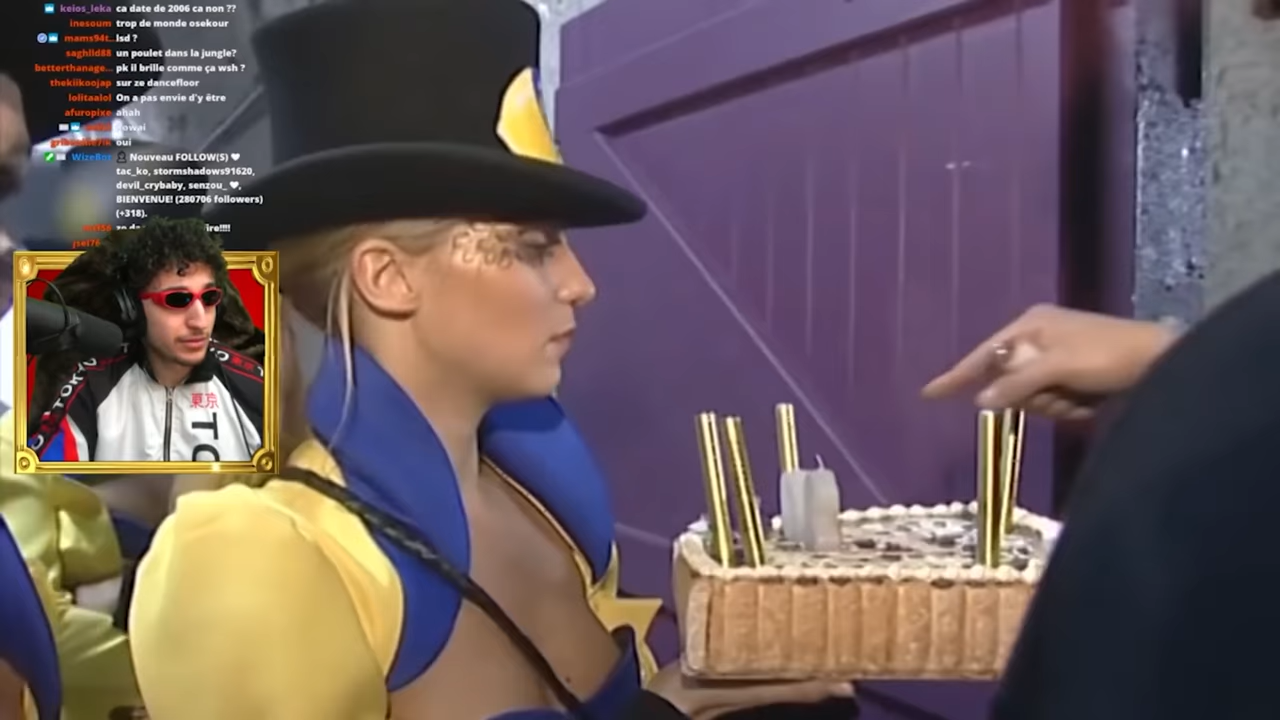 keios_leka ca date de 2006 ca non ??
inesoum trop de monde osekour
mams94t... lsd ?
saghlid88 un poulet dans la jungle?
betterthanage... pk il brille comme ça wsh ?
thekiikoojap sur ze dancefloor
lolitaalol On a pas envie d'y être
afuropixe ahah
oui
WizeBot Nouveau FOLLOW(S) ♥
tac_ko, stormshadows91620,
devil_crybaby, senzou_ ♥,
BIENVENUE! (280706 followers)
(+318).
TOKYO
東京
東京